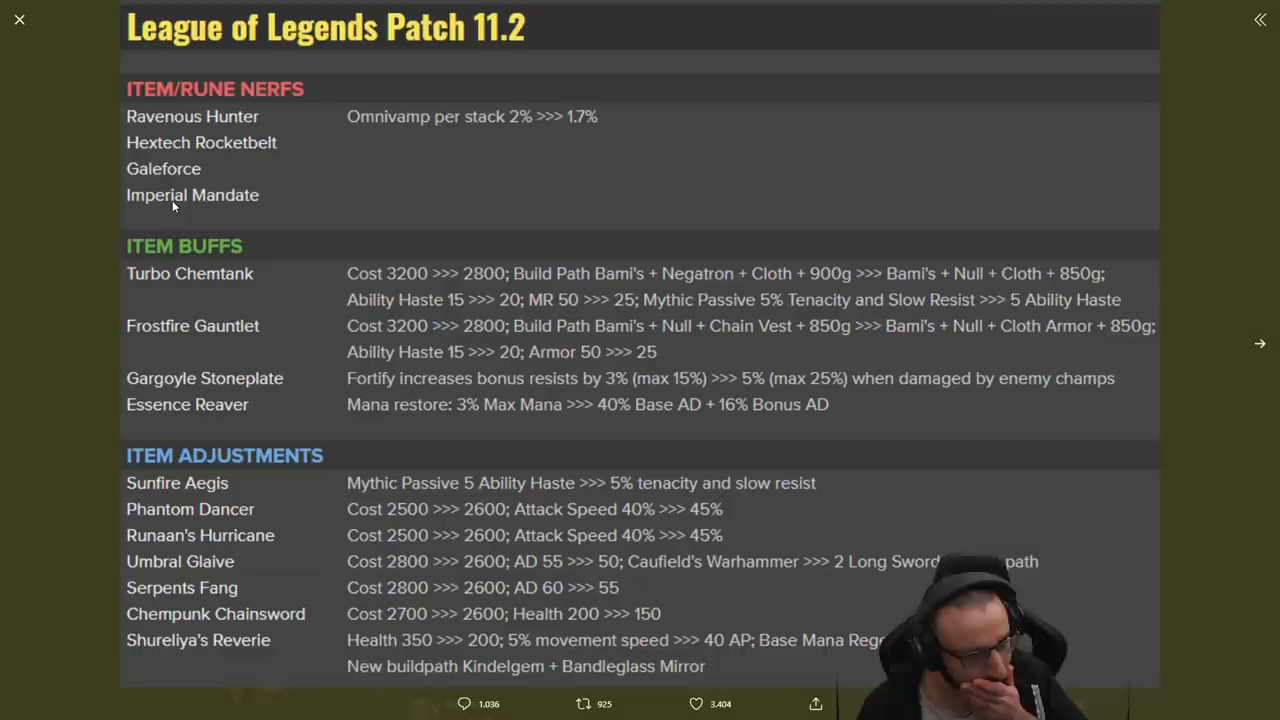 League of Legends Patch 11.2
ITEM/RUNE NERFS
Ravenous Hunter Omnivamp per stack 2% >>> 1.7%
Hextech Rocketbelt
Galeforce
Imperial Mandate
ITEM BUFFS
Turbo Chemtank Cost 3200 >>> 2800; Build Path Bami's + Negatron + Cloth + 900g >>> Bami's + Null + Cloth + 850g;
Ability Haste 15 >>> 20; MR 50 >>> 25; Mythic Passive 5% Tenacity and Slow Resist >>> 5 Ability Haste
Frostfire Gauntlet Cost 3200 >>> 2800; Build Path Bami's + Null + Chain Vest + 850g >>> Bami's + Null + Cloth Armor + 850g;
Ability Haste 15 >>> 20; Armor 50 >>> 25
Gargoyle Stoneplate Fortify increases bonus resists by 3% (max 15%) >>> 5% (max 25%) when damaged by enemy champs
Essence Reaver Mana restore: 3% Max Mana >>> 40% Base AD + 16% Bonus AD
ITEM ADJUSTMENTS
Sunfire Aegis Mythic Passive 5 Ability Haste >>> 5% tenacity and slow resist
Phantom Dancer Cost 2500 >>> 2600; Attack Speed 40% >>> 45%
Runaan's Hurricane Cost 2500 >>> 2600; Attack Speed 40% >>> 45%
Umbral Glaive Cost 2800 >>> 2600; AD 55 >>> 50; Caufield's Warhammer >>> 2 Long Sword path
Serpents Fang Cost 2800 >>> 2600; AD 60 >>> 55
Chempunk Chainsword Cost 2700 >>> 2600; Health 200 >>> 150
Shureliya's Reverie Health 350 >>> 200; 5% movement speed >>> 40 AP; Base Mana
New buildpath Kindelgem + Bandleglass Mirror
1.036 925 3.404